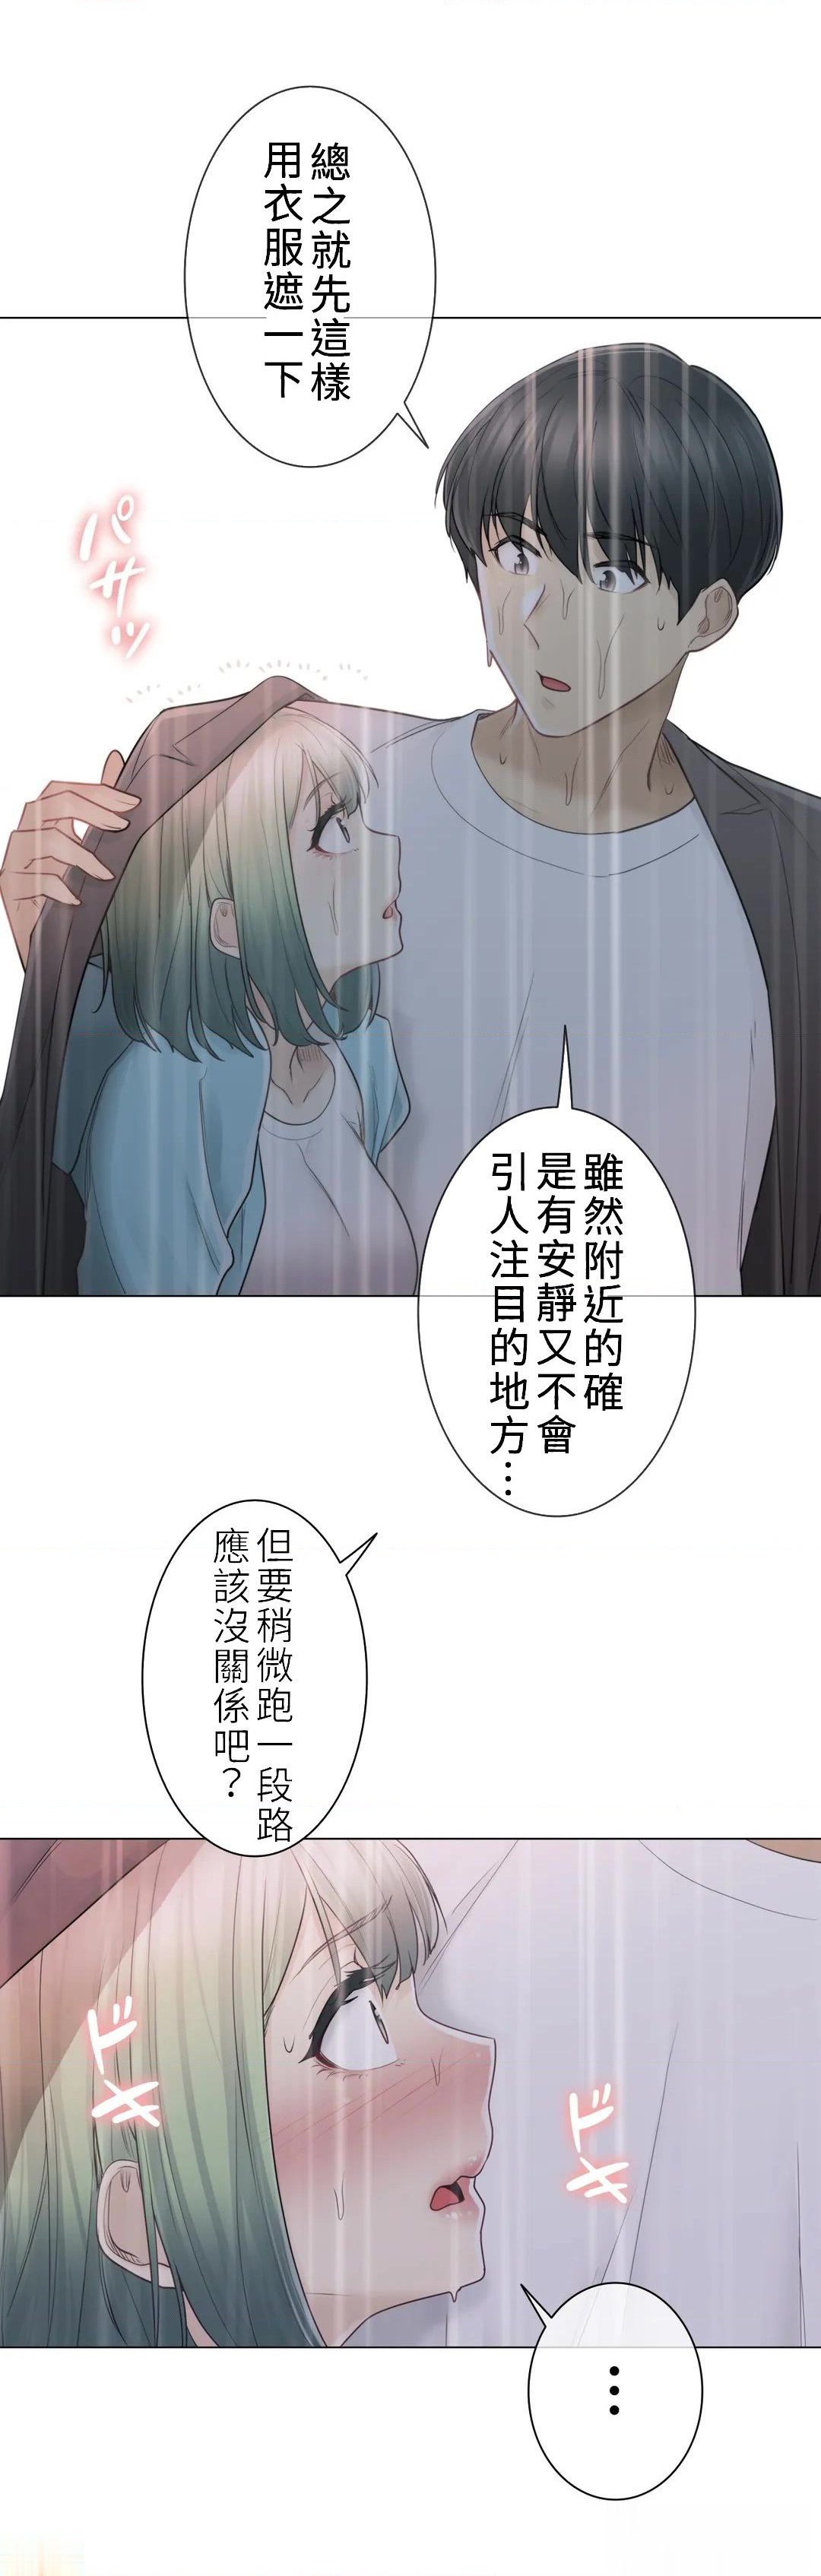 總之就先這樣
用衣服遮一下
パサッ
雖然附近的確
是有安靜又不會
引人注目的地方…
但要稍微跑一段路
應該沒關係吧？
ドキ
ドキ
…